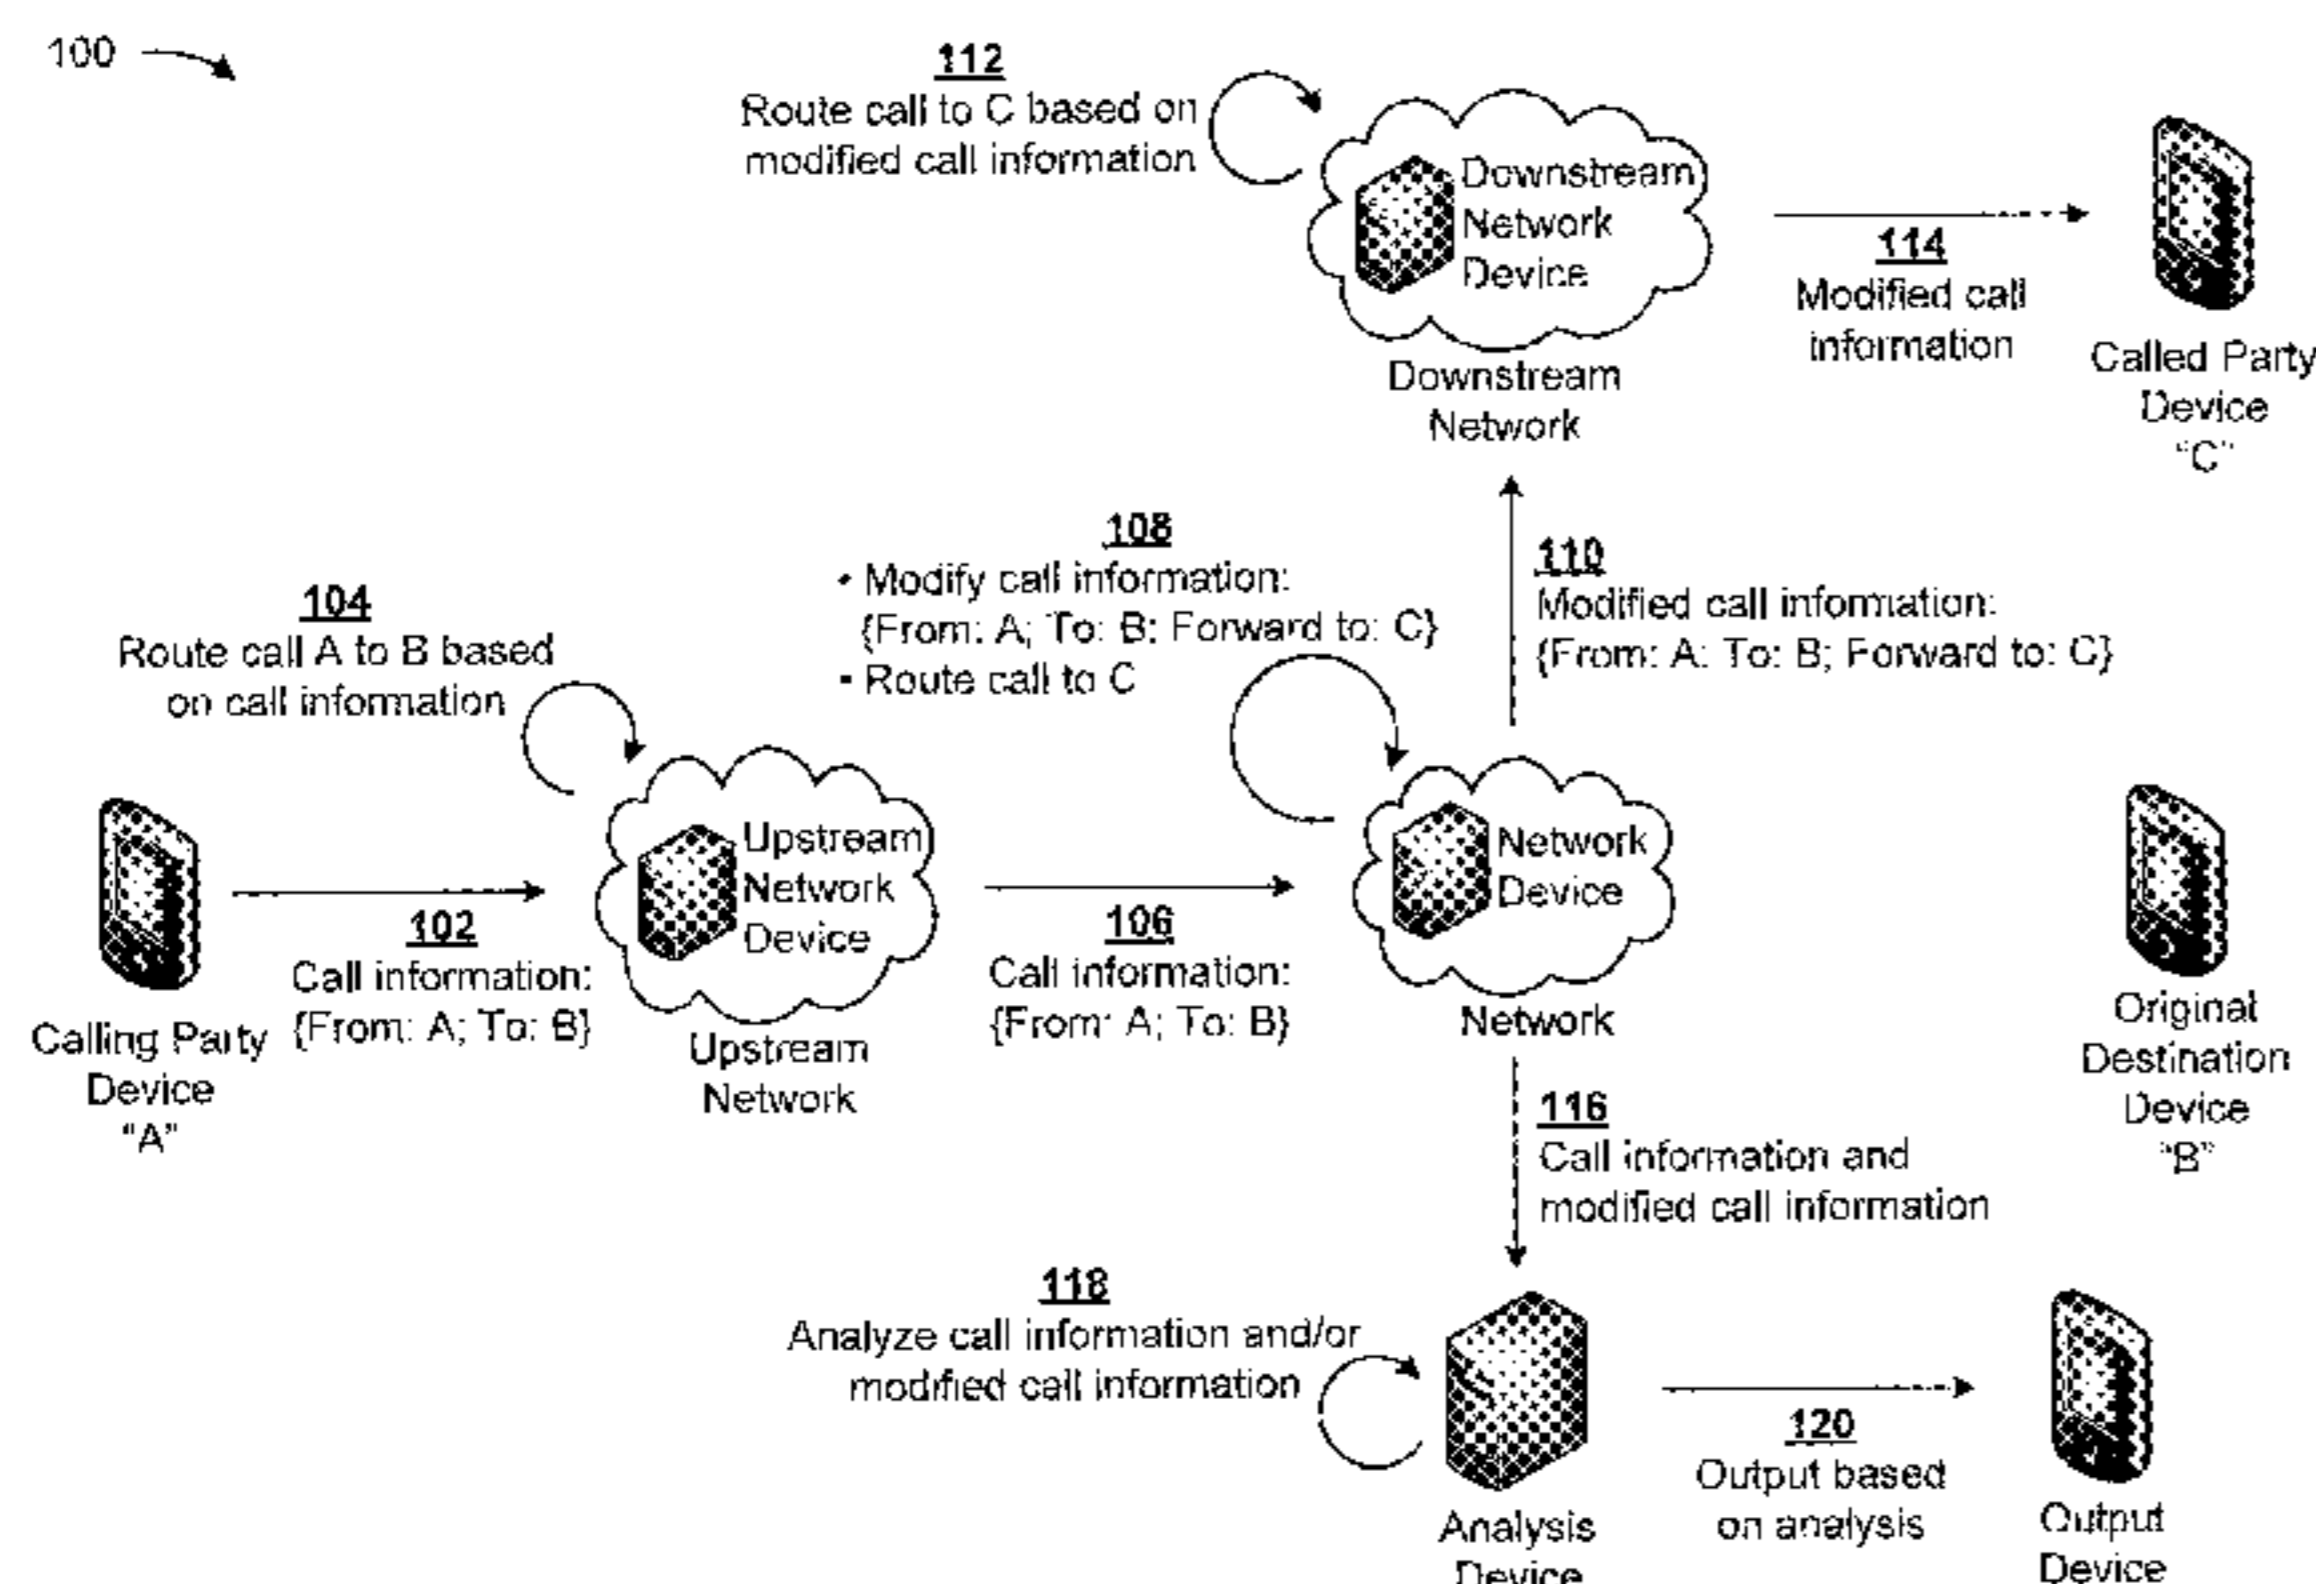 100
112
Route call to C based on
modified call information
Downstream
Network
Device
Downstream
Network
114
Modified call
information
Called Party
Device
“C”
104
Route call A to B based
on call information
108
• Modify call information:
{From: A; To: B: Forward to: C}
• Route call to C
110
Modified call information:
{From: A: To: B; Forward to: C}
102
Call information:
{From: A; To: B}
Calling Party
Device
“A”
Upstream
Network
Device
Upstream
Network
106
Call information:
{From: A; To: B}
Network
Device
Network
Original
Destination
Device
“B”
116
Call information and
modified call information
118
Analyze call information and/or
modified call information
Analysis
Device
120
Output based
on analysis
Output
Device